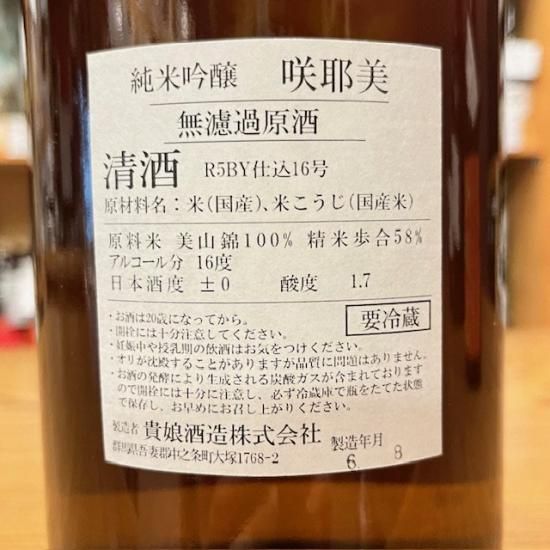 純米吟醸 咲耶美
無濾過原酒
清酒 R5BY仕込16号
原材料名：米(国産)、米こうじ(国産米)
原料米 美山錦100% 精米歩合58%
アルコール分 16度
日本酒度 ±0 酸度 1.7
・お酒は20歳になってから。
・開栓には十分注意してください。
要冷蔵
・妊娠中や授乳期の飲酒はお気をつけください。
・オリが沈殿することがありますが品質に問題はありません。
・お酒の発酵により生成される炭酸ガスが含まれております
ので開栓には十分に注意し、必ず冷蔵庫で瓶をたてた状態
で保存し、お早めにお召し上がりください。
製造者 貴娘酒造株式会社 製造年月
群馬県吾妻郡中之条町大塚1768-2 6 8